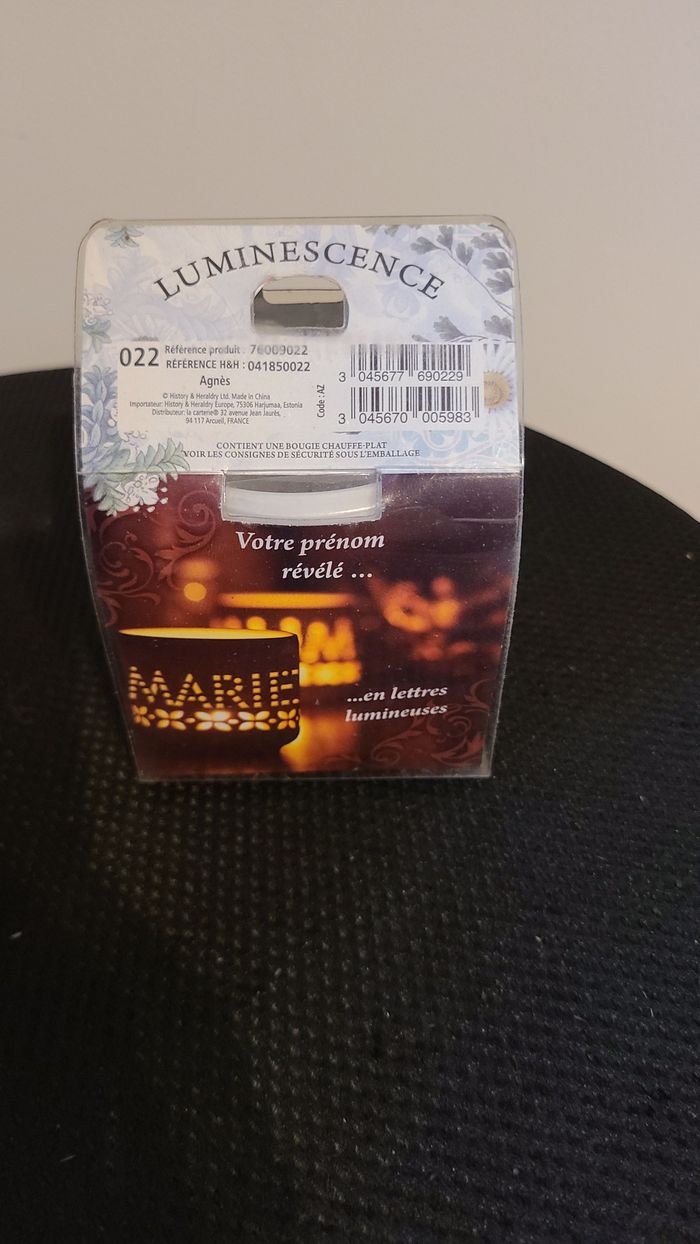 LUMINESCENCE
022
Référence produit : 76009022
RÉFÉRENCE H&H : 041850022
Agnès
© History & Heraldry Ltd. Made in China
Importateur: History & Heraldry Europe, 75306 Harjumaa, Estonia
Distributeur: la carterie® 32 avenue Jean Jaurès,
94 117 Arcueil, FRANCE
Code : AZ
3 045677 690229
3 045670 005983
CONTIENT UNE BOUGIE CHAUFFE-PLAT
VOIR LES CONSIGNES DE SÉCURITÉ SOUS L'EMBALLAGE
Votre prénom
révélé ...
MARIE
...en lettres
lumineuses